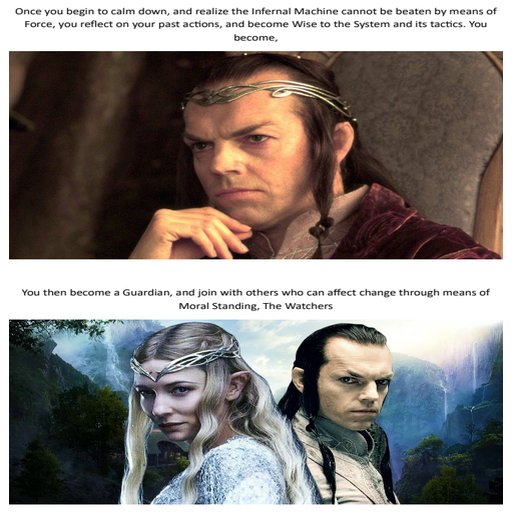 Once you begin to calm down, and realize the Infernal Machine cannot be beaten by means of
Force, you reflect on your past actions, and become Wise to the System and its tactics. You
become,
You then become a Guardian, and join with others who can affect change through means of
Moral Standing, The Watchers